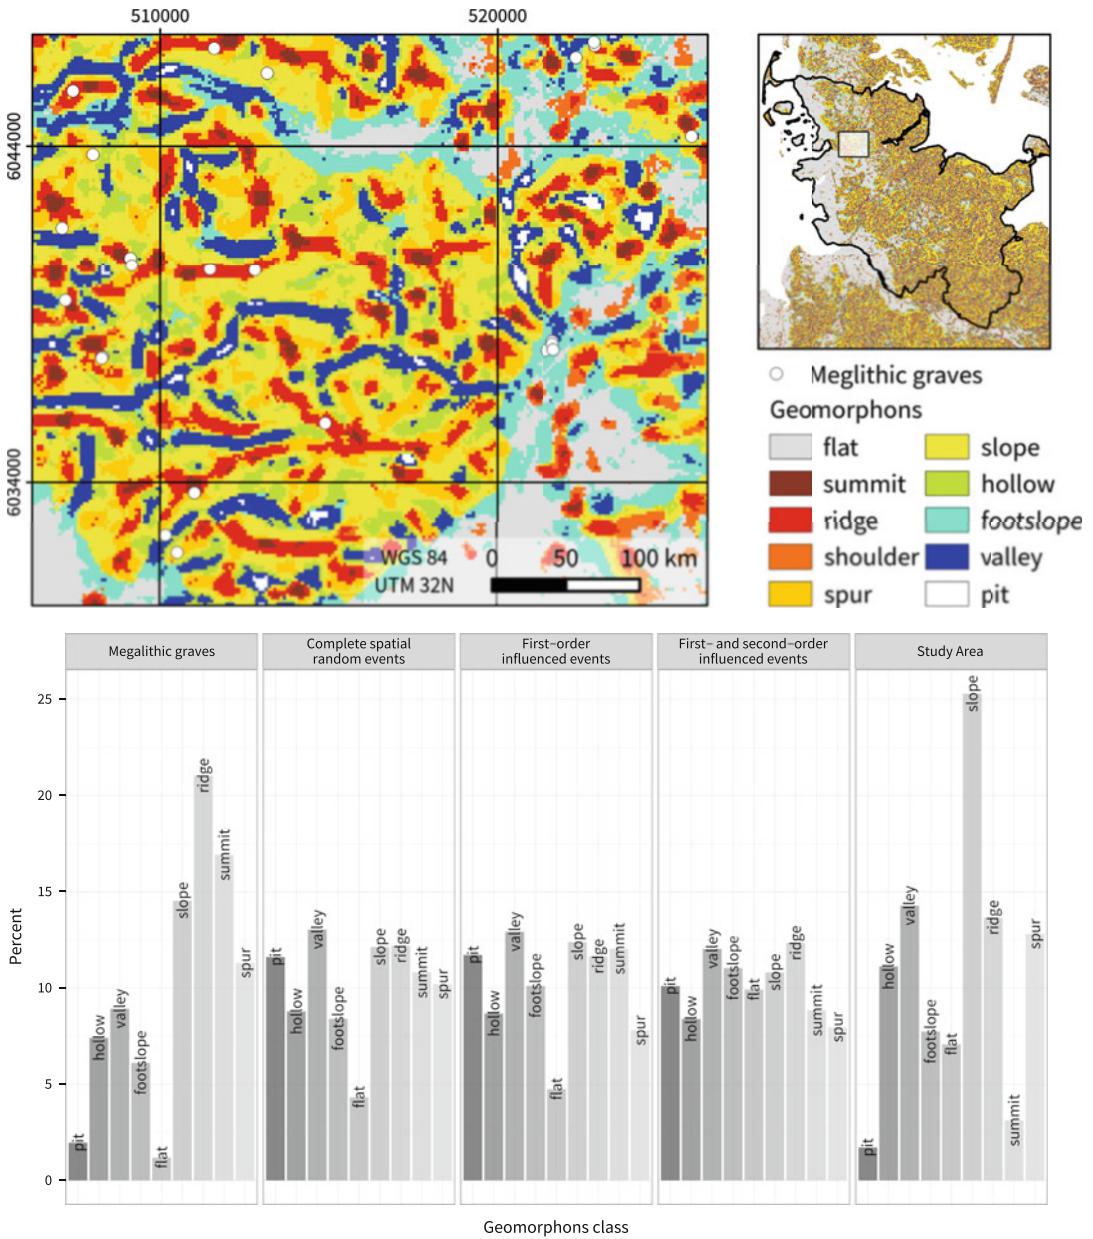 510000
520000
6044000
6034000
WGS 84
UTM 32N
0
50
100 km
Meglithic graves
Geomorphons
flat
summit
ridge
shoulder
spur
slope
hollow
footslope
valley
pit
Megalithic graves
Complete spatial
random events
First-order
influenced events
First- and second-order
influenced events
Study Area
Percent
25
20
15
10
5
0
pit
hollow
valley
footslope
flat
slope
ridge
summit
spur
pit
hollow
valley
footslope
flat
slope
ridge
summit
spur
pit
hollow
valley
footslope
flat
slope
ridge
summit
spur
pit
hollow
valley
footslope
flat
slope
ridge
summit
spur
pit
hollow
valley
footslope
flat
slope
ridge
summit
spur
Geomorphons class